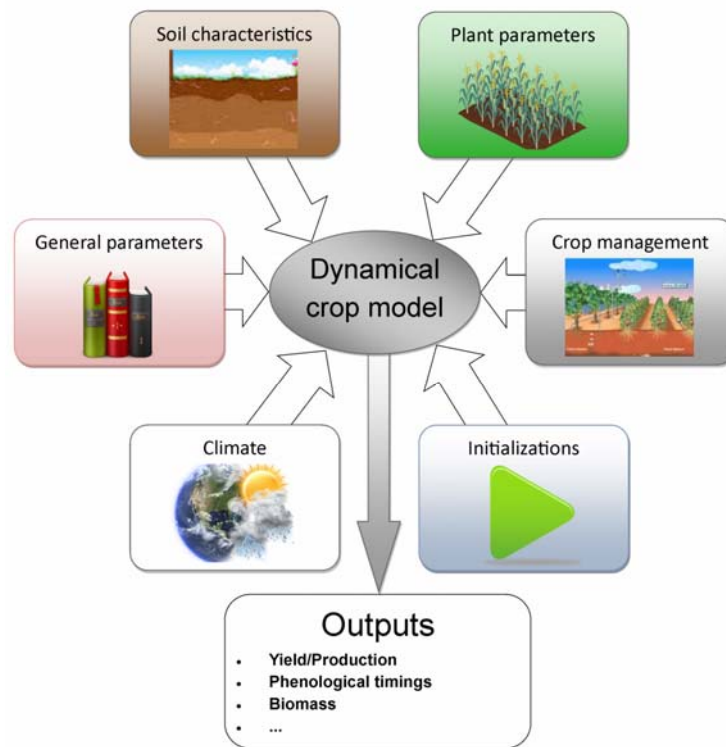 Soil characteristics
Plant parameters
General parameters
Dynamical
crop model
Crop management
Climate
Initializations
Outputs
• Yield/Production
• Phenological timings
• Biomass
• ...